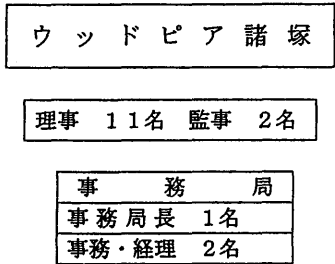 ウッドピア諸塚
理事 11名 監事 2名
事務局
事務局長 1名
事務・経理 2名